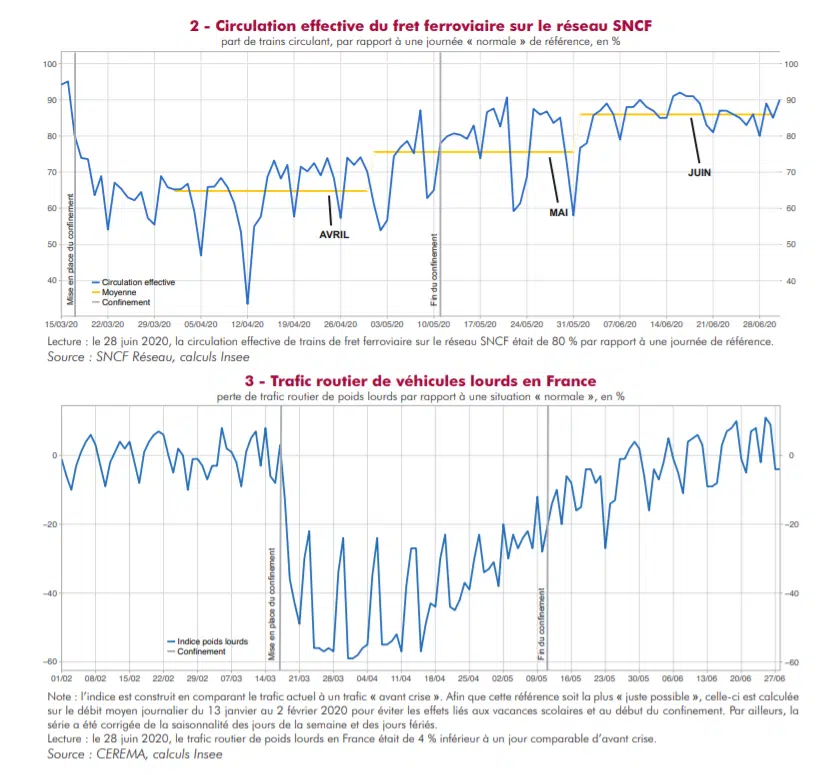 2 - Circulation effective du fret ferroviaire sur le réseau SNCF
part de trains circulant, par rapport à une journée « normale » de référence, en %
100 100
90 90
80 80
70 70
60 60
50 50
40 40
JUIN
MAI
AVRIL
Mise en place du confinement
Fin du confinement
Circulation effective
Moyenne
Confinement
15/03/20 22/03/20 29/03/20 05/04/20 12/04/20 19/04/20 26/04/20 03/05/20 10/05/20 17/05/20 24/05/20 31/05/20 07/06/20 14/06/20 21/06/20 28/06/20
Lecture : le 28 juin 2020, la circulation effective de trains de fret ferroviaire sur le réseau SNCF était de 80 % par rapport à une journée de référence.
Source : SNCF Réseau, calculs Insee
3 - Trafic routier de véhicules lourds en France
perte de trafic routier de poids lourds par rapport à une situation « normale », en %
0 0
−20 −20
−40 −40
−60 −60
Mise en place du confinement
Fin du confinement
Indice poids lourds
Confinement
01/02 08/02 15/02 22/02 29/02 07/03 14/03 21/03 28/03 04/04 11/04 18/04 25/04 02/05 09/05 16/05 23/05 30/05 06/06 13/06 20/06 27/06
Note : l'indice est construit en comparant le trafic actuel à un trafic « avant crise ». Afin que cette référence soit la plus « juste possible », celle-ci est calculée
sur le débit moyen journalier du 13 janvier au 2 février 2020 pour éviter les effets liés aux vacances scolaires et au début du confinement. Par ailleurs, la
série a été corrigée de la saisonnalité des jours de la semaine et des jours fériés.
Lecture : le 28 juin 2020, le trafic routier de poids lourds en France était de 4 % inférieur à un jour comparable d'avant crise.
Source : CEREMA, calculs Insee